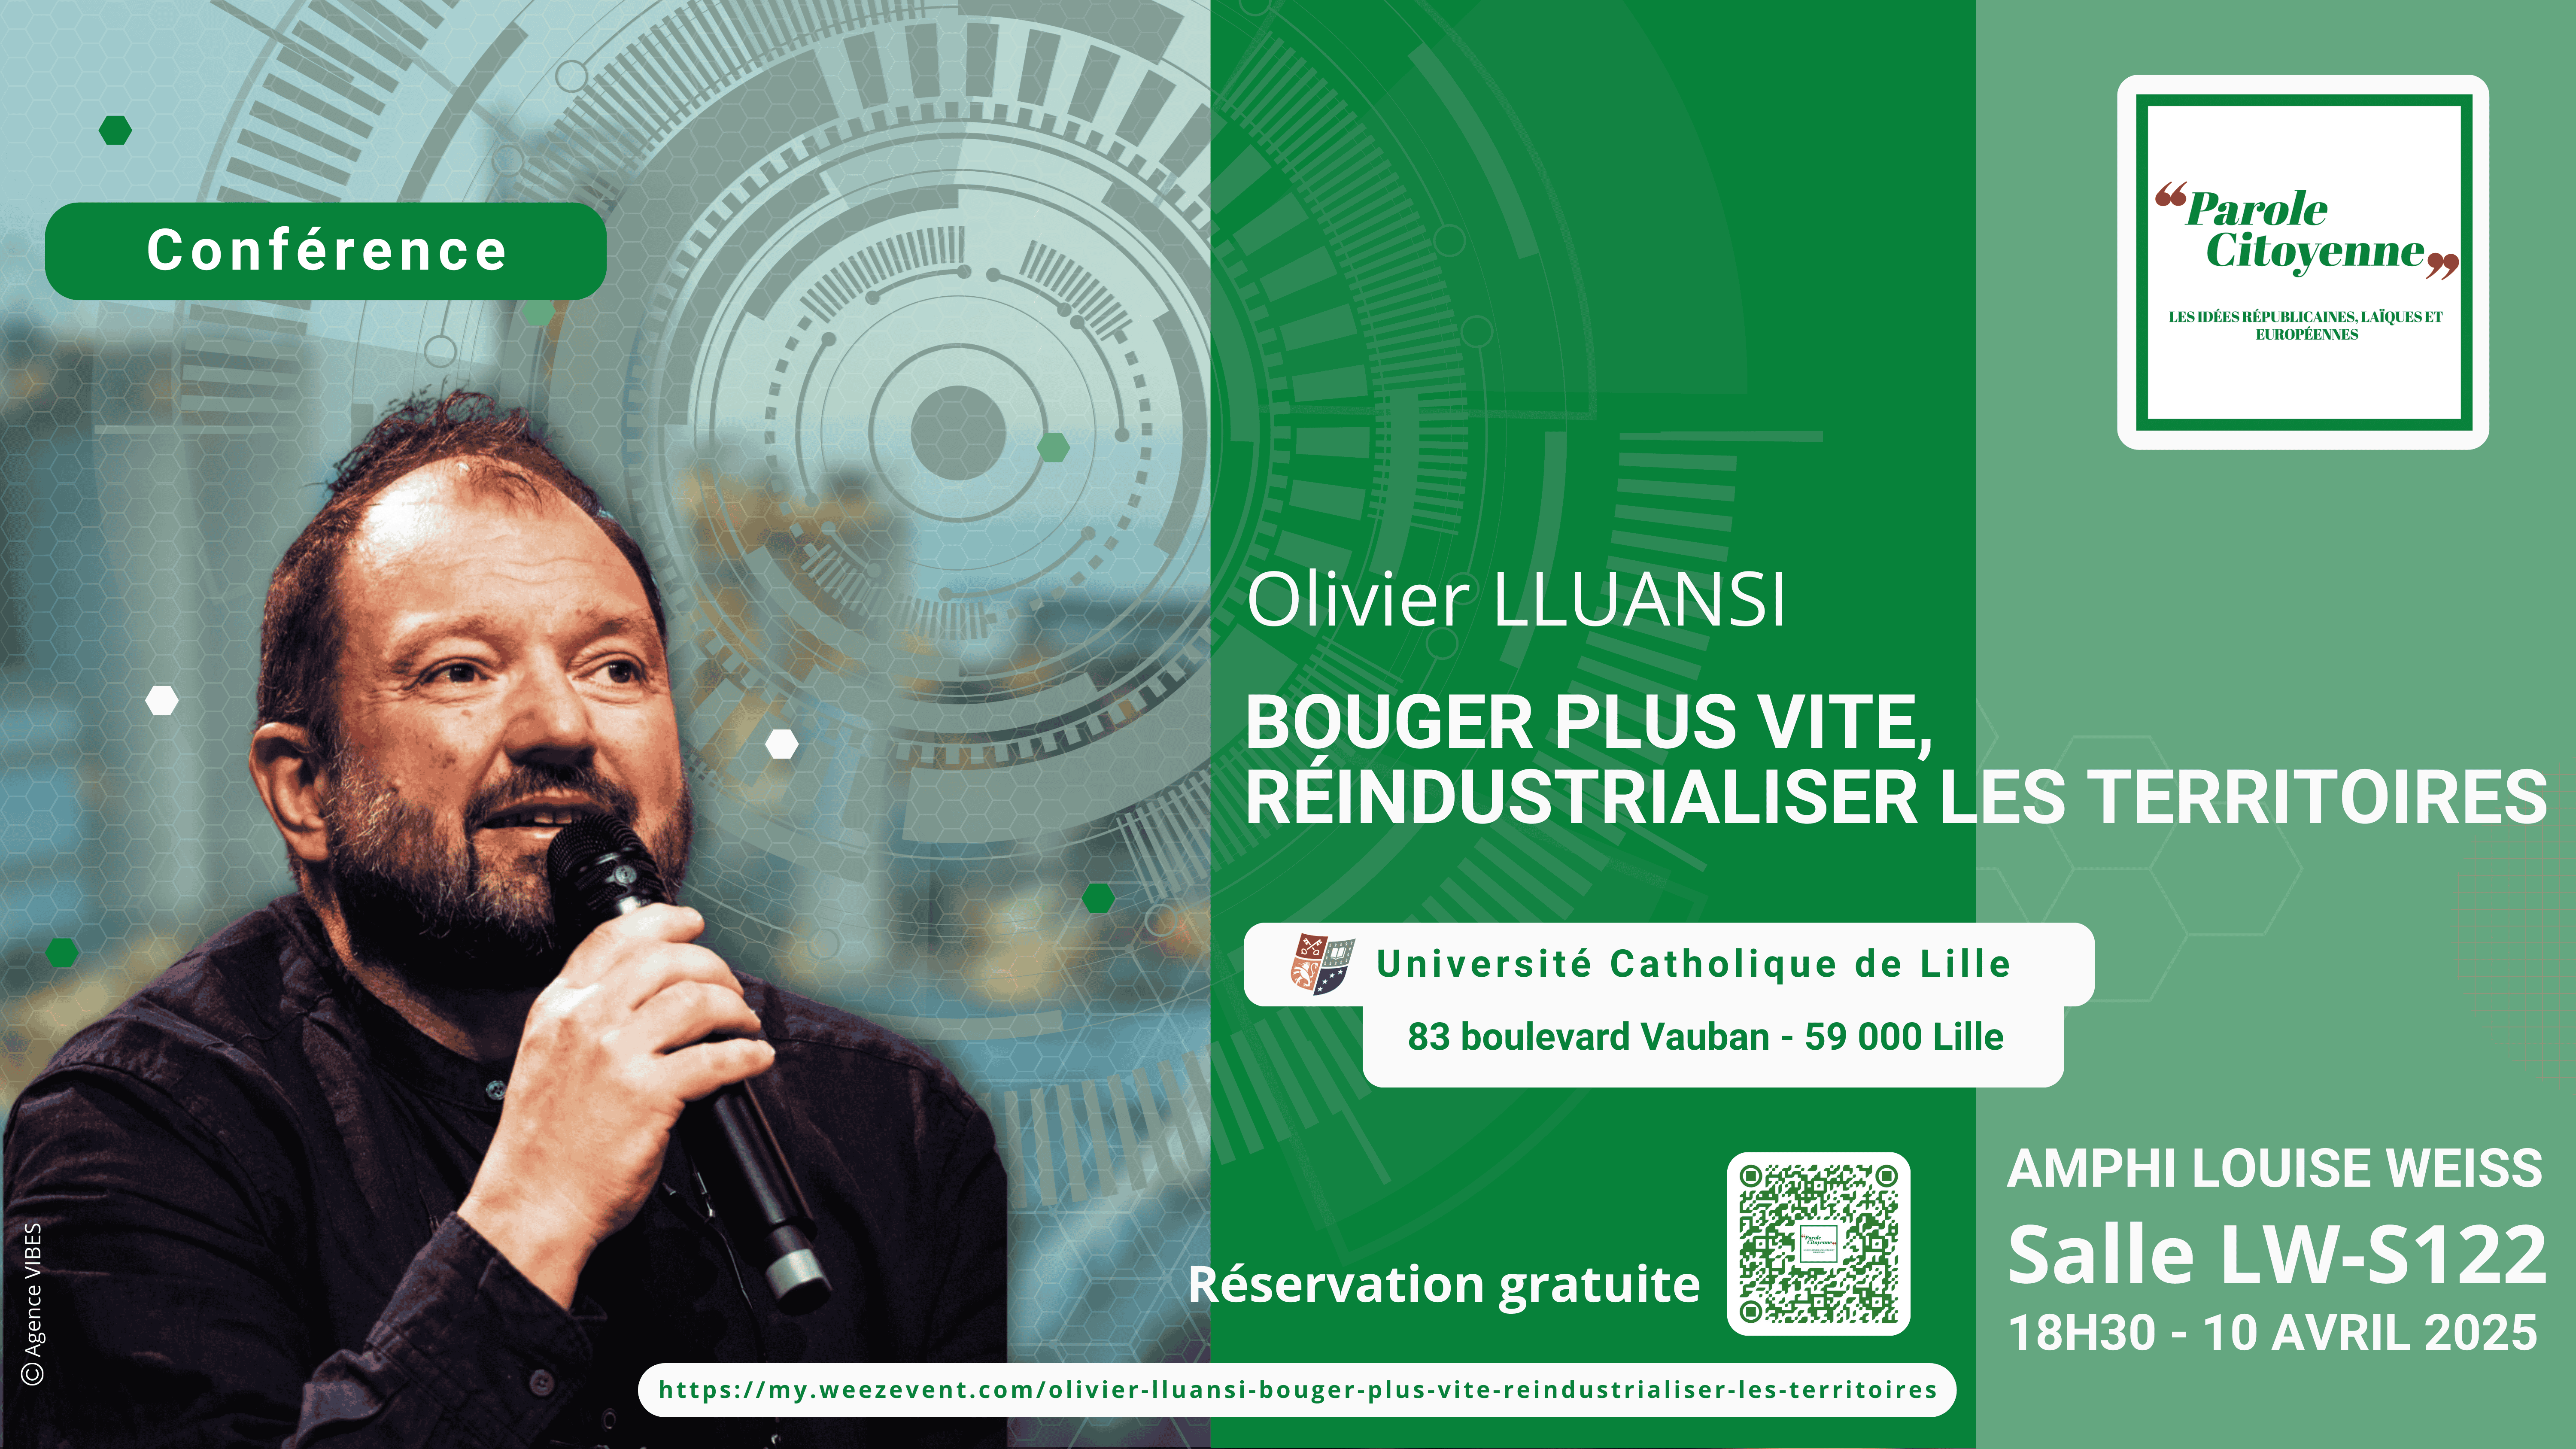 Conférence
“Parole
Citoyenne”
LES IDÉES RÉPUBLICAINES, LAÏQUES ET
EUROPÉENNES
Olivier LLUANSI
BOUGER PLUS VITE,
RÉINDUSTRIALISER LES TERRITOIRES
Université Catholique de Lille
83 boulevard Vauban - 59 000 Lille
AMPHI LOUISE WEISS
Salle LW-S122
18H30 - 10 AVRIL 2025
Réservation gratuite
“Parole
Citoyenne”
https://my.weezevent.com/olivier-lluansi-bouger-plus-vite-reindustrialiser-les-territoires
© Agence VIBES